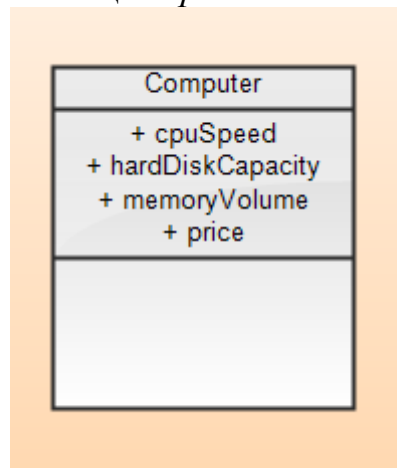 Computer
+ cpuSpeed
+ hardDiskCapacity
+ memoryVolume
+ price